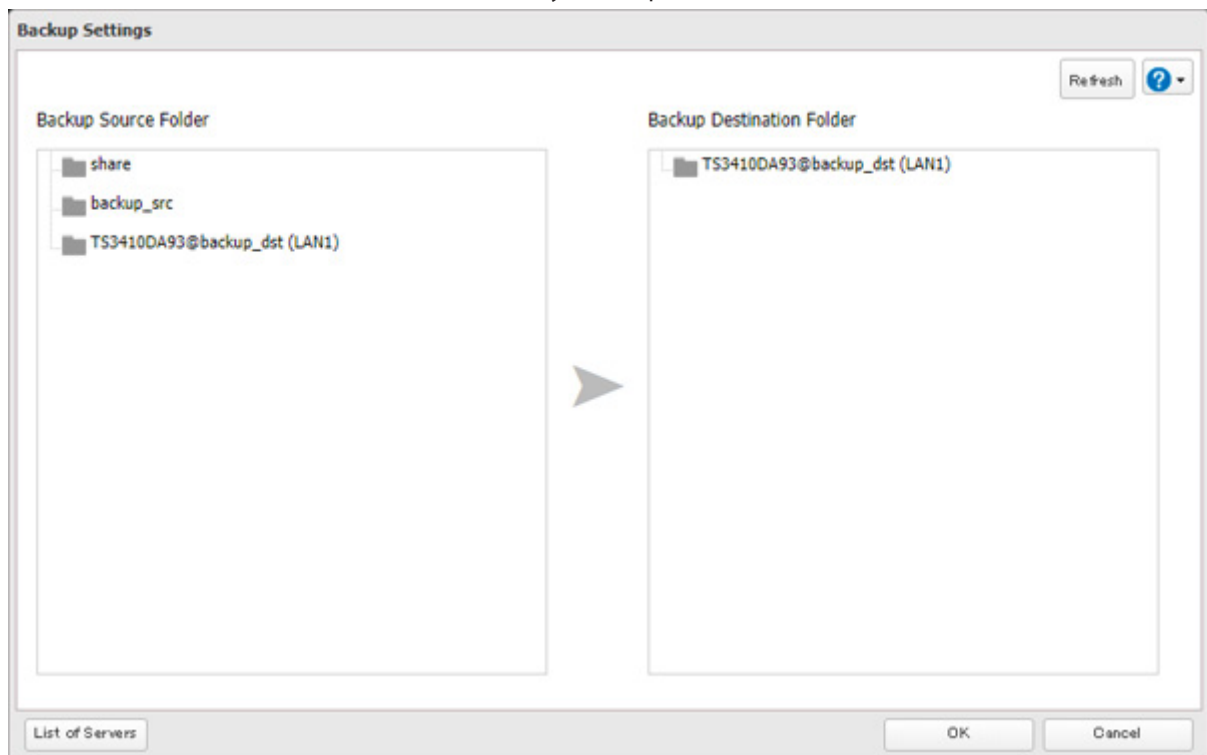 Backup Settings
Refresh
Backup Source Folder
Backup Destination Folder
share
backup_src
TS3410DA93@backup_dst (LAN1)
TS3410DA93@backup_dst (LAN1)
List of Servers
OK
Cancel